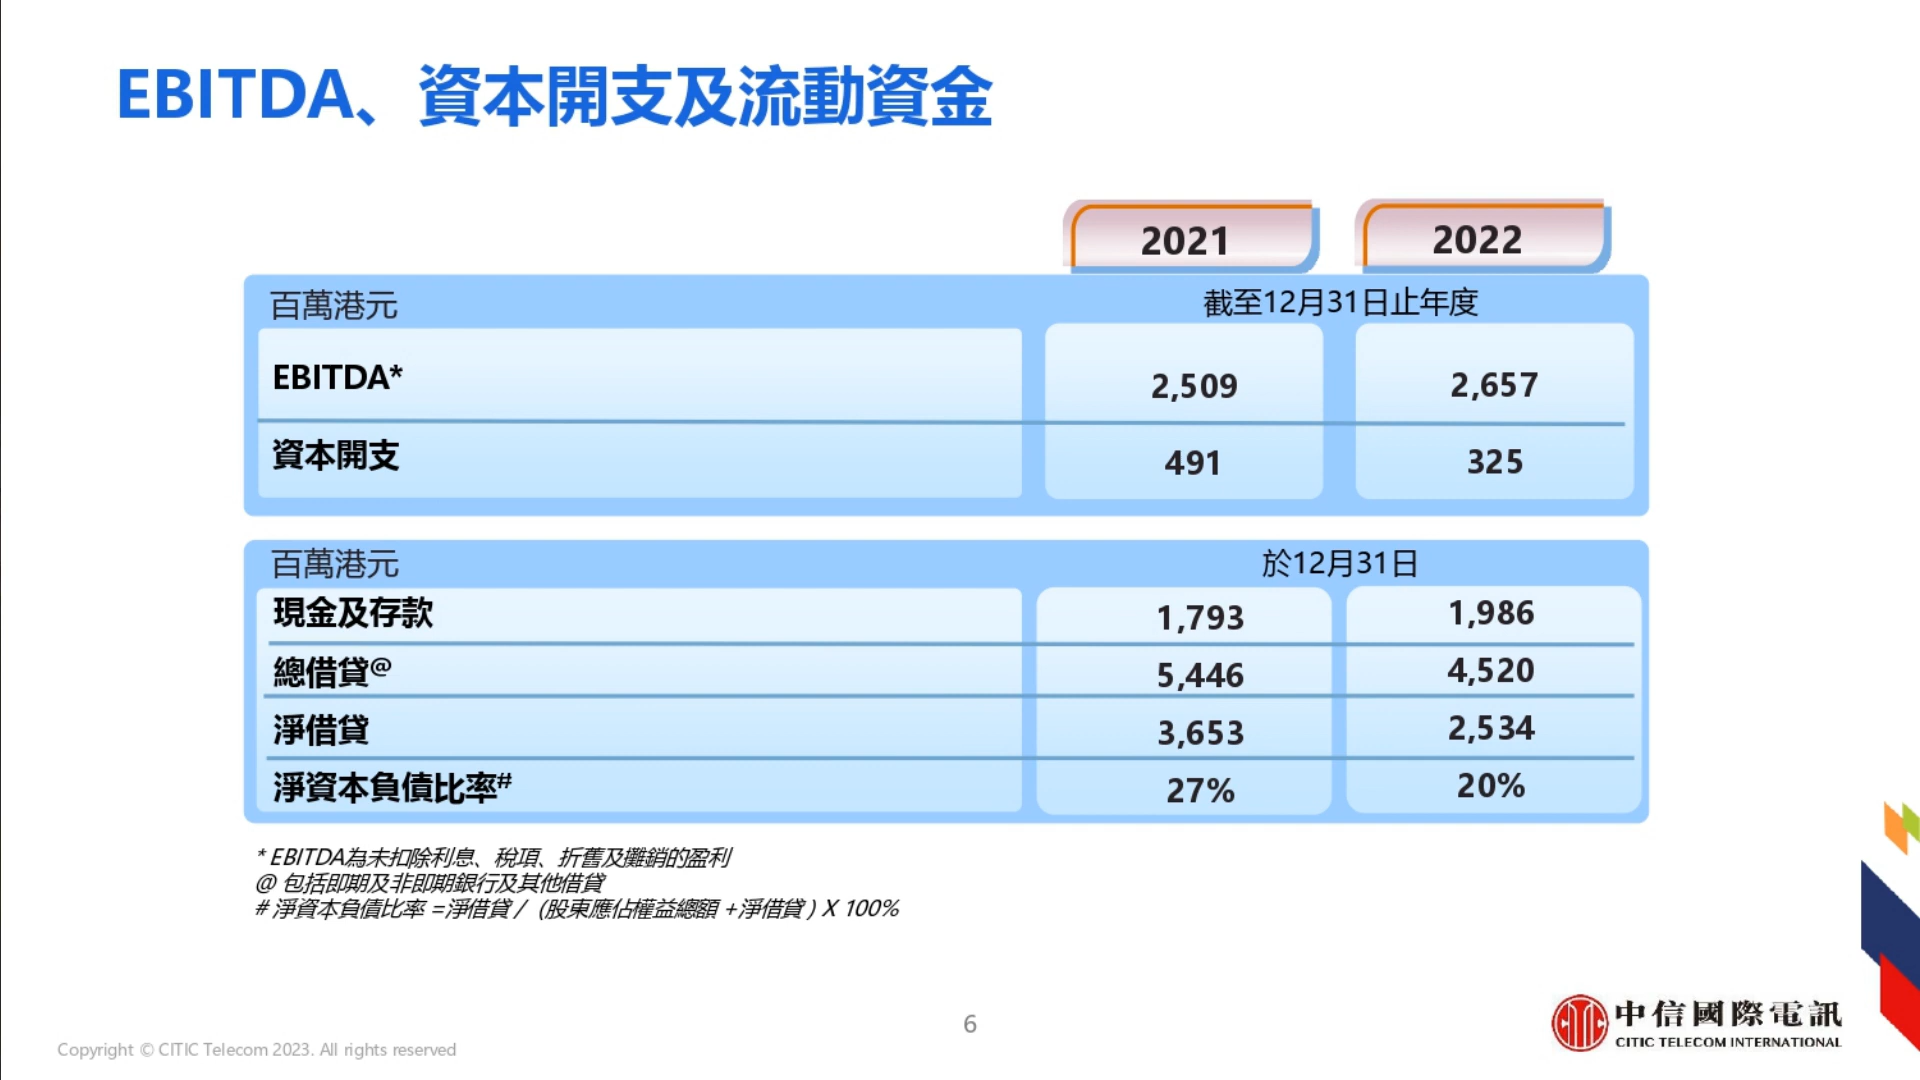 EBITDA、資本開支及流動資金
2021 2022
百萬港元 截至12月31日止年度
EBITDA* 2,509 2,657
資本開支 491 325
百萬港元 於12月31日
現金及存款 1,793 1,986
總借貸@ 5,446 4,520
淨借貸 3,653 2,534
淨資本負債比率# 27% 20%
* EBITDA為未扣除利息、稅項、折舊及攤銷的盈利
@ 包括即期及非即期銀行及其他借貸
# 淨資本負債比率 =淨借貸 / (股東應佔權益總額 +淨借貸 ) X 100%
6
Copyright © CITIC Telecom 2023. All rights reserved
中信國際電訊
CITIC TELECOM INTERNATIONAL